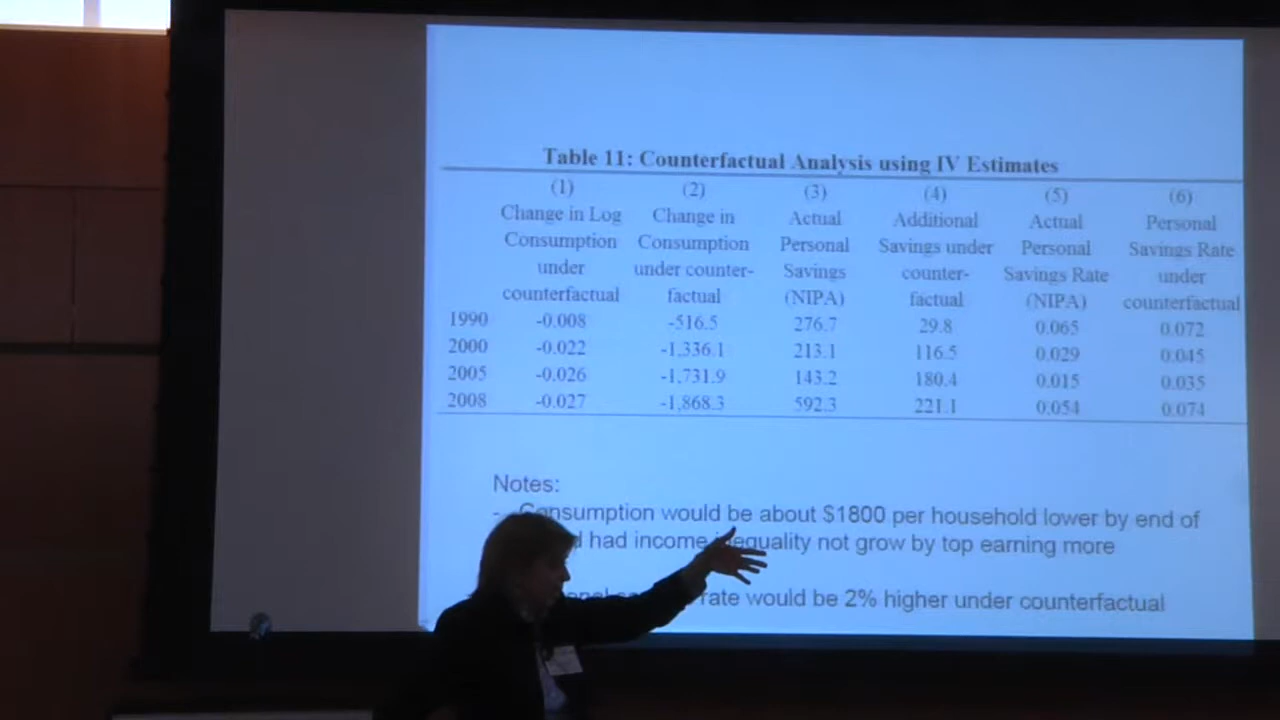 Table 11: Counterfactual Analysis using IV Estimates
(1) (2) (3) (4) (5) (6)
Change in Log Change in Actual Additional Actual Personal
Consumption Consumption Personal Savings under Personal Savings Rate
under under counter- Savings counter- Savings Rate under
counterfactual factual (NIPA) factual (NIPA) counterfactual
1990 -0.008 -516.5 276.7 29.8 0.065 0.072
2000 -0.022 -1,336.1 213.1 116.5 0.029 0.045
2005 -0.026 -1,731.9 143.2 180.4 0.015 0.035
2008 -0.027 -1,868.3 592.3 221.1 0.054 0.074
Notes:
- Consumption would be about $1800 per household lower by end of
had income inequality not grow by top earning more
rate would be 2% higher under counterfactual